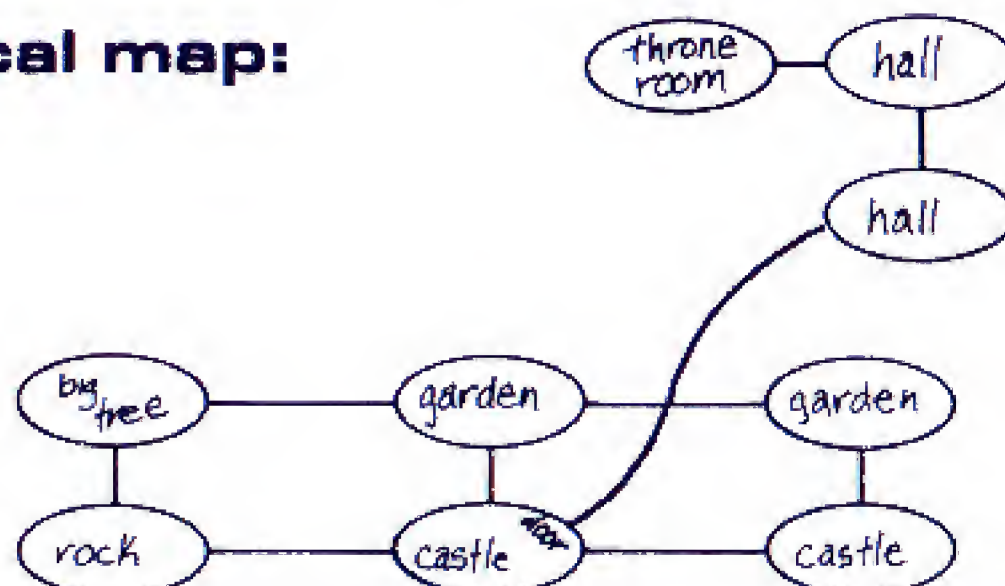 cal map:
throne
room
hall
hall
big
tree
garden
garden
rock
castle
door
castle